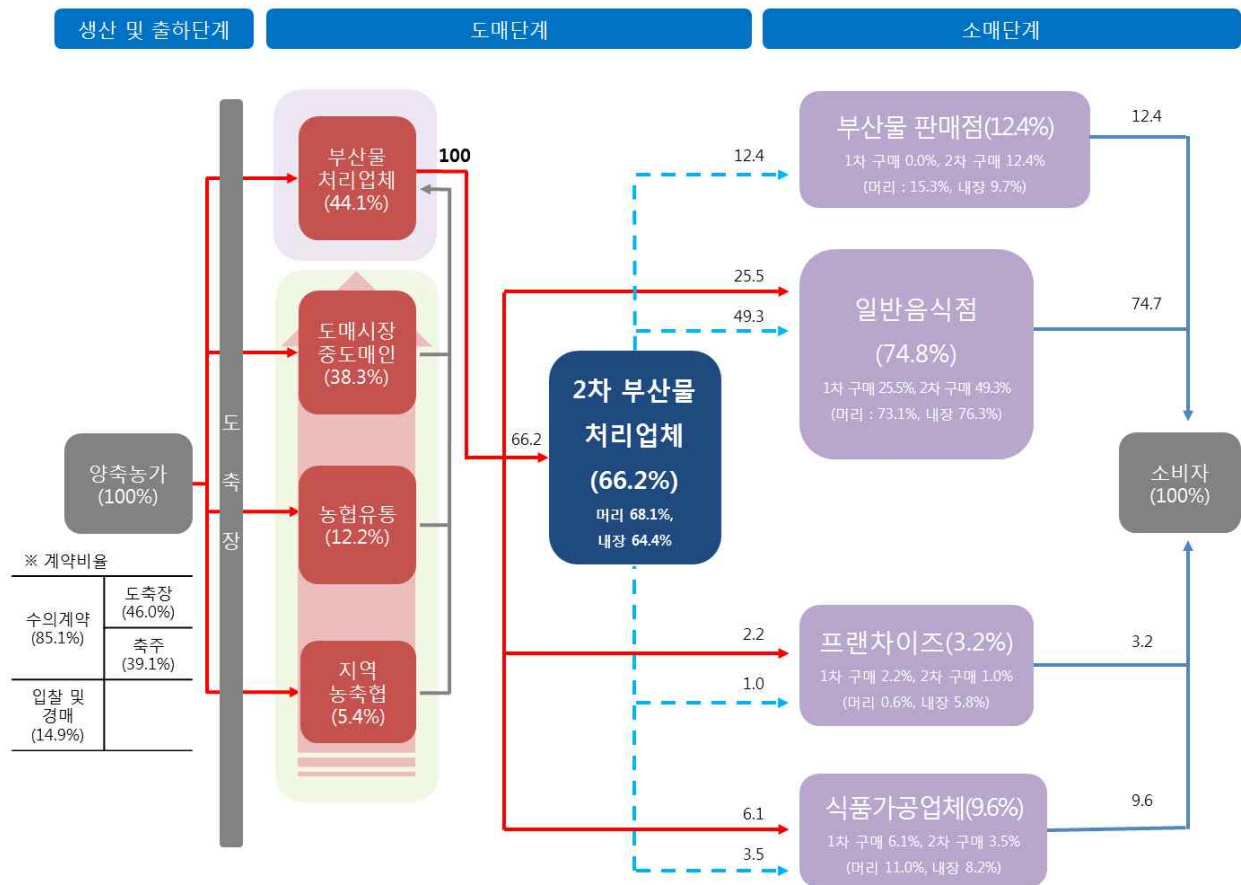 생산 및 출하단계
도매단계
소매단계
양축농가
(100%)
※ 계약비율
수의계약
(85.1%)
도축장
(46.0%)
축주
(39.1%)
입찰 및
경매
(14.9%)
도
축
장
부산물
처리업체
(44.1%)
100
도매시장
중도매인
(38.3%)
농협유통
(12.2%)
지역
농축협
(5.4%)
66.2
2차 부산물
처리업체
(66.2%)
머리 68.1%,
내장 64.4%
12.4
25.5
49.3
2.2
1.0
6.1
3.5
부산물 판매점(12.4%)
1차 구매 0.0%, 2차 구매 12.4%
(머리 : 15.3%, 내장 9.7%)
일반음식점
(74.8%)
1차 구매 25.5%, 2차 구매 49.3%
(머리 : 73.1%, 내장 76.3%)
프랜차이즈(3.2%)
1차 구매 2.2%, 2차 구매 1.0%
(머리 0.6%, 내장 5.8%)
식품가공업체(9.6%)
1차 구매 6.1%, 2차 구매 3.5%
(머리 11.0%, 내장 8.2%)
12.4
74.7
3.2
9.6
소비자
(100%)